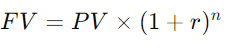 FV = PV × (1 + r)ⁿ